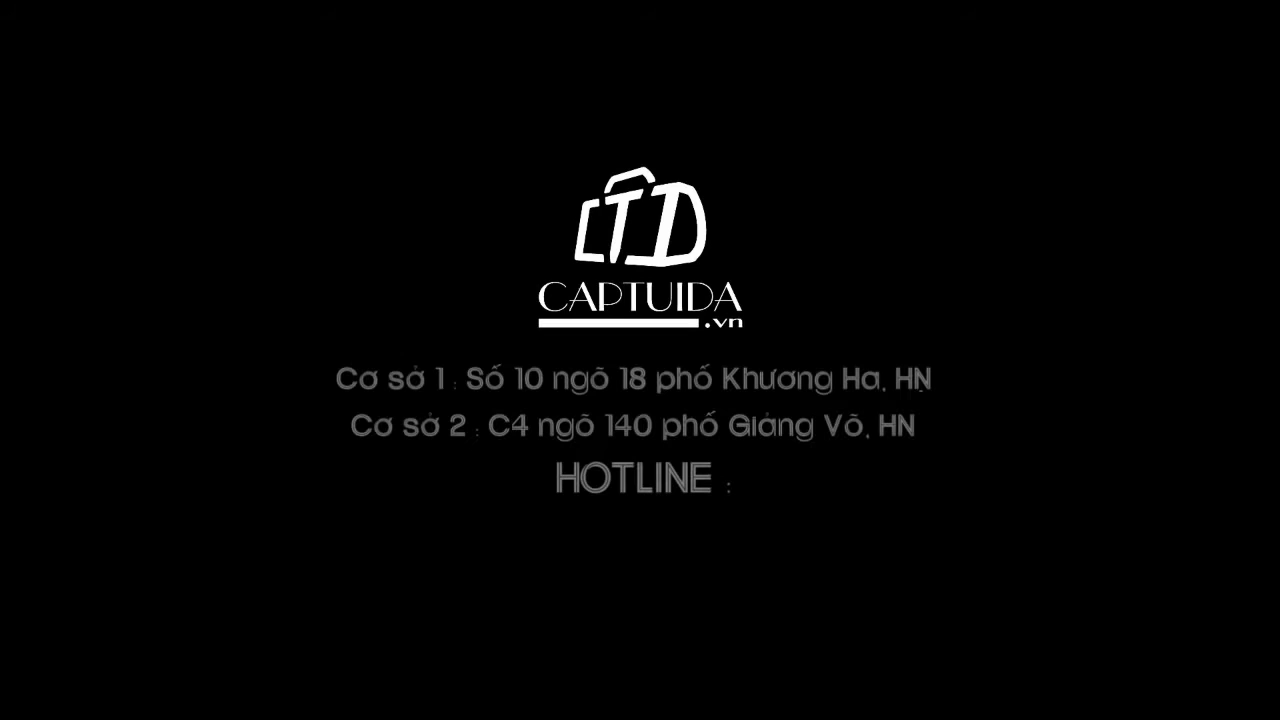 CTD
CAPTUIDA
.vn
Cơ sở 1 : Số 10 ngõ 18 phố Khương Hạ, HN
Cơ sở 2 : C4 ngõ 140 phố Giảng Võ, HN
HOTLINE :